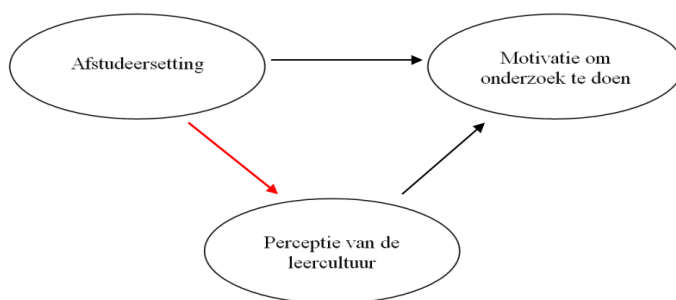 Afstudeersetting
Motivatie om
onderzoek te doen
Perceptie van de
leercultuur